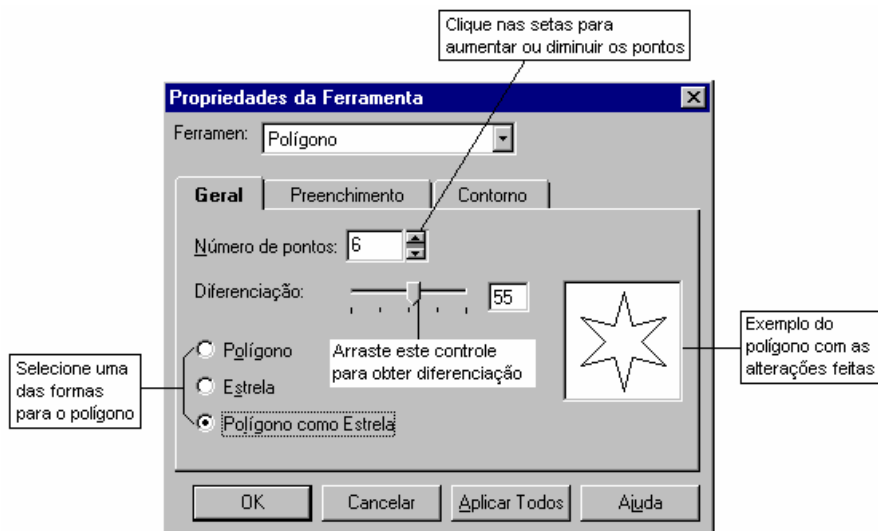 Clique nas setas para
aumentar ou diminuir os pontos
Propriedades da Ferramenta
Ferramen:
Polígono
Geral
Preenchimento
Contorno
Número de pontos:
6
Diferenciação:
55
Polígono
Estrela
Polígono como Estrela
Arraste este controle
para obter diferenciação
Selecione uma
das formas
para o polígono
Exemplo do
polígono com as
alterações feitas
OK
Cancelar
Aplicar Todos
Ajuda